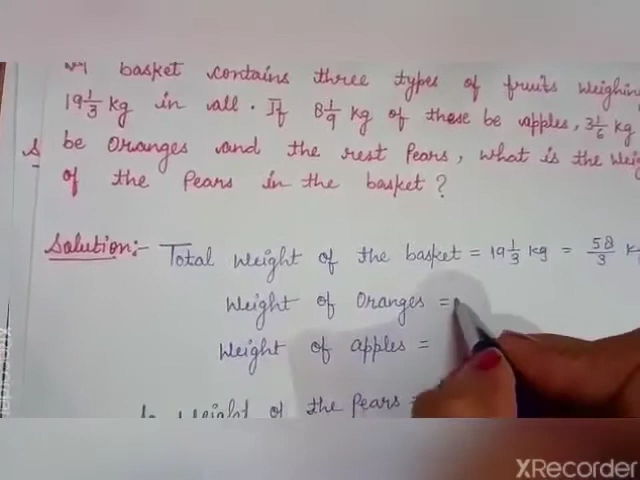 basket contains three types of fruits weighin
19 1/3 kg in all. If 8 1/9 kg of these be apples, 3 1/6 kg
be Oranges and the rest Pears, what is the Wei
of the Pears in the basket?
Solution:- Total Weight of the basket = 19 1/3 kg = 58/3 k
Weight of Oranges =
Weight of apples =
Weight of the Pears =
XRecorder